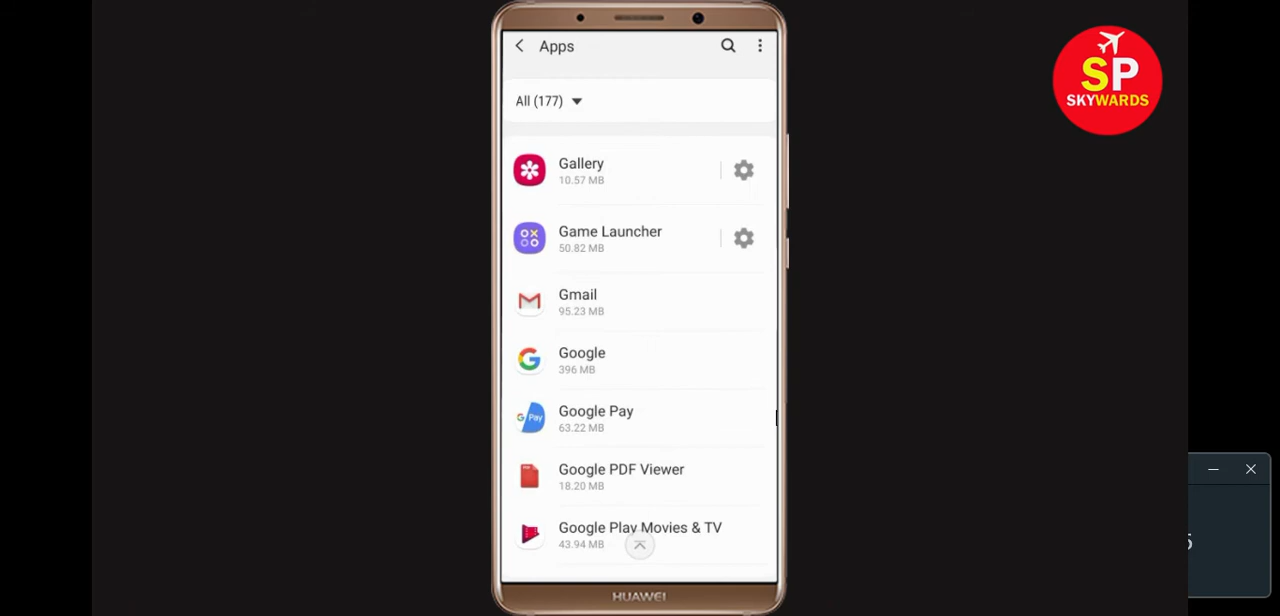 Apps
All (177)
Gallery
10.57 MB
Game Launcher
50.82 MB
Gmail
95.23 MB
Google
396 MB
G Pay
Google Pay
63.22 MB
Google PDF Viewer
18.20 MB
Google Play Movies & TV
43.94 MB
HUAWEI
SP
SKYWARDS
5